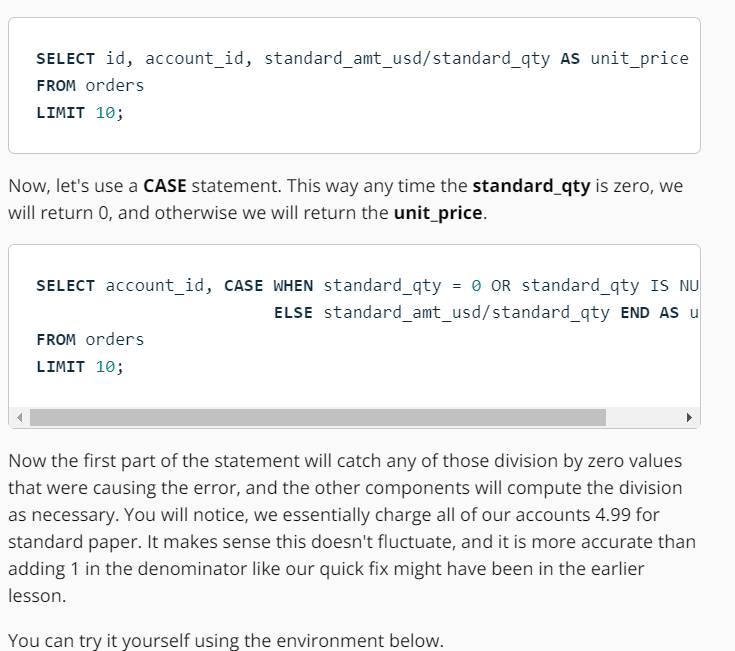 SELECT id, account_id, standard_amt_usd/standard_qty AS unit_price
FROM orders
LIMIT 10;
Now, let's use a CASE statement. This way any time the standard_qty is zero, we
will return 0, and otherwise we will return the unit_price.
SELECT account_id, CASE WHEN standard_qty = 0 OR standard_qty IS NU
ELSE standard_amt_usd/standard_qty END AS u
FROM orders
LIMIT 10;
Now the first part of the statement will catch any of those division by zero values
that were causing the error, and the other components will compute the division
as necessary. You will notice, we essentially charge all of our accounts 4.99 for
standard paper. It makes sense this doesn't fluctuate, and it is more accurate than
adding 1 in the denominator like our quick fix might have been in the earlier
lesson.
You can try it yourself using the environment below.